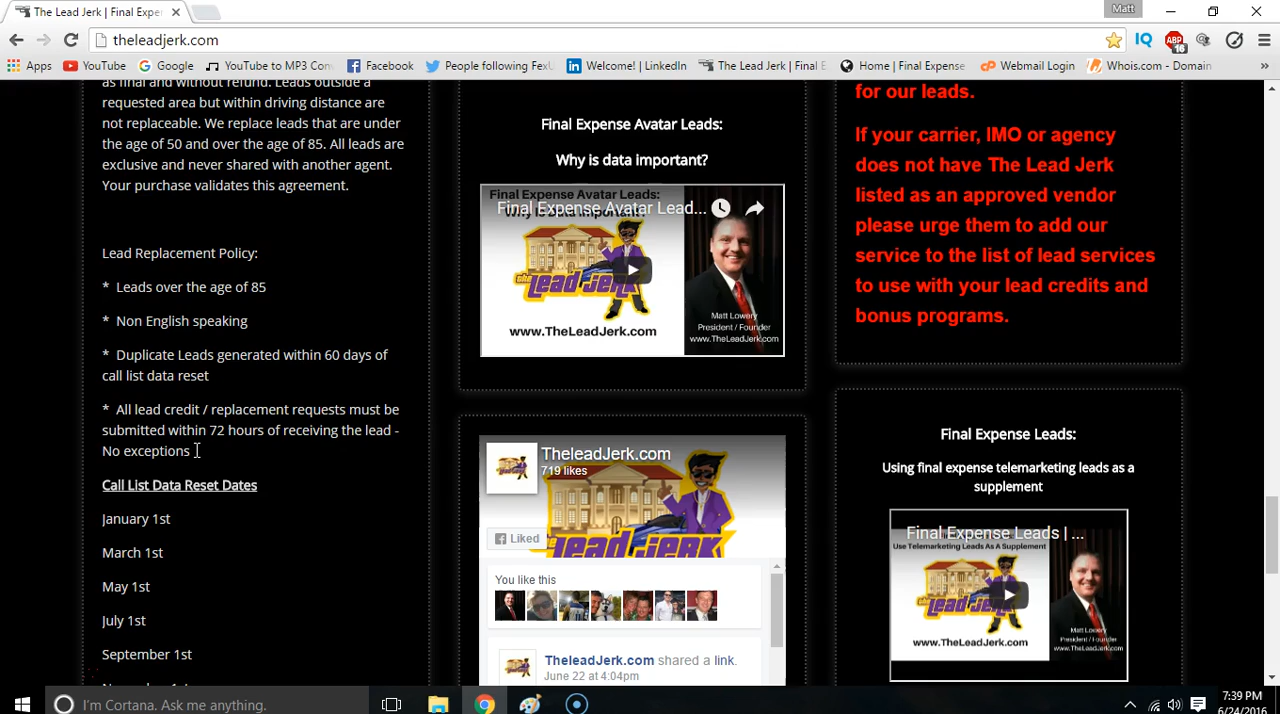 The Lead Jerk | Final Exper
Matt
theleadjerk.com
ABP
16
Apps
YouTube
Google
YouTube to MP3 Con
Facebook
People following FexU
Welcome! | LinkedIn
The Lead Jerk | Final E
Home | Final Expense
Webmail Login
Whois.com - Domain
»
requested area but within driving distance are
not replaceable. We replace leads that are under
the age of 50 and over the age of 85. All leads are
exclusive and never shared with another agent.
Your purchase validates this agreement.
Lead Replacement Policy:
* Leads over the age of 85
* Non English speaking
* Duplicate Leads generated within 60 days of
call list data reset
* All lead credit / replacement requests must be
submitted within 72 hours of receiving the lead -
No exceptions
Call List Data Reset Dates
January 1st
March 1st
May 1st
July 1st
September 1st
Final Expense Avatar Leads:
Why is data important?
Final Expense Avatar Leads:
Final Expense Avatar Lead...
the Lead Jerk
www.TheLeadJerk.com
Matt Lowery
President / Founder
www.TheLeadJerk.com
TheleadJerk.com
719 likes
Liked
lead JERK
You like this
TheleadJerk.com shared a link.
June 22 at 4:04pm
for our leads.
If your carrier, IMO or agency
does not have The Lead Jerk
listed as an approved vendor
please urge them to add our
service to the list of lead services
to use with your lead credits and
bonus programs.
Final Expense Leads:
Using final expense telemarketing leads as a
supplement
Final Expense Leads | ...
Use Telemarketing Leads As A Supplement
www.TheLeadJerk.com
Matt Lowery
President / Founder
www.TheLeadJerk.com
I'm Cortana. Ask me anything.
7:39 PM
6/24/2016